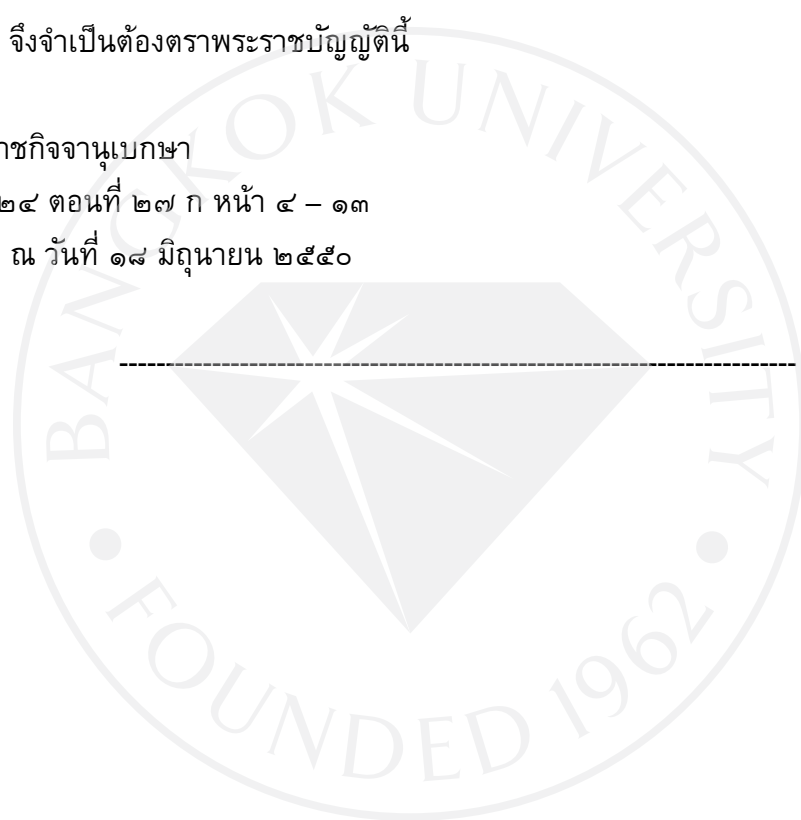 จึงจำเป็นต้องตราพระราชบัญญัตินี้
าชกิจจานุเบกษา
๒๔ ตอนที่ ๒๗ ก หน้า ๔ – ๑๓
ณ วันที่ ๑๘ มิถุนายน ๒๕๕๐
BANGKOK UNIVERSITY
FOUNDED 1962